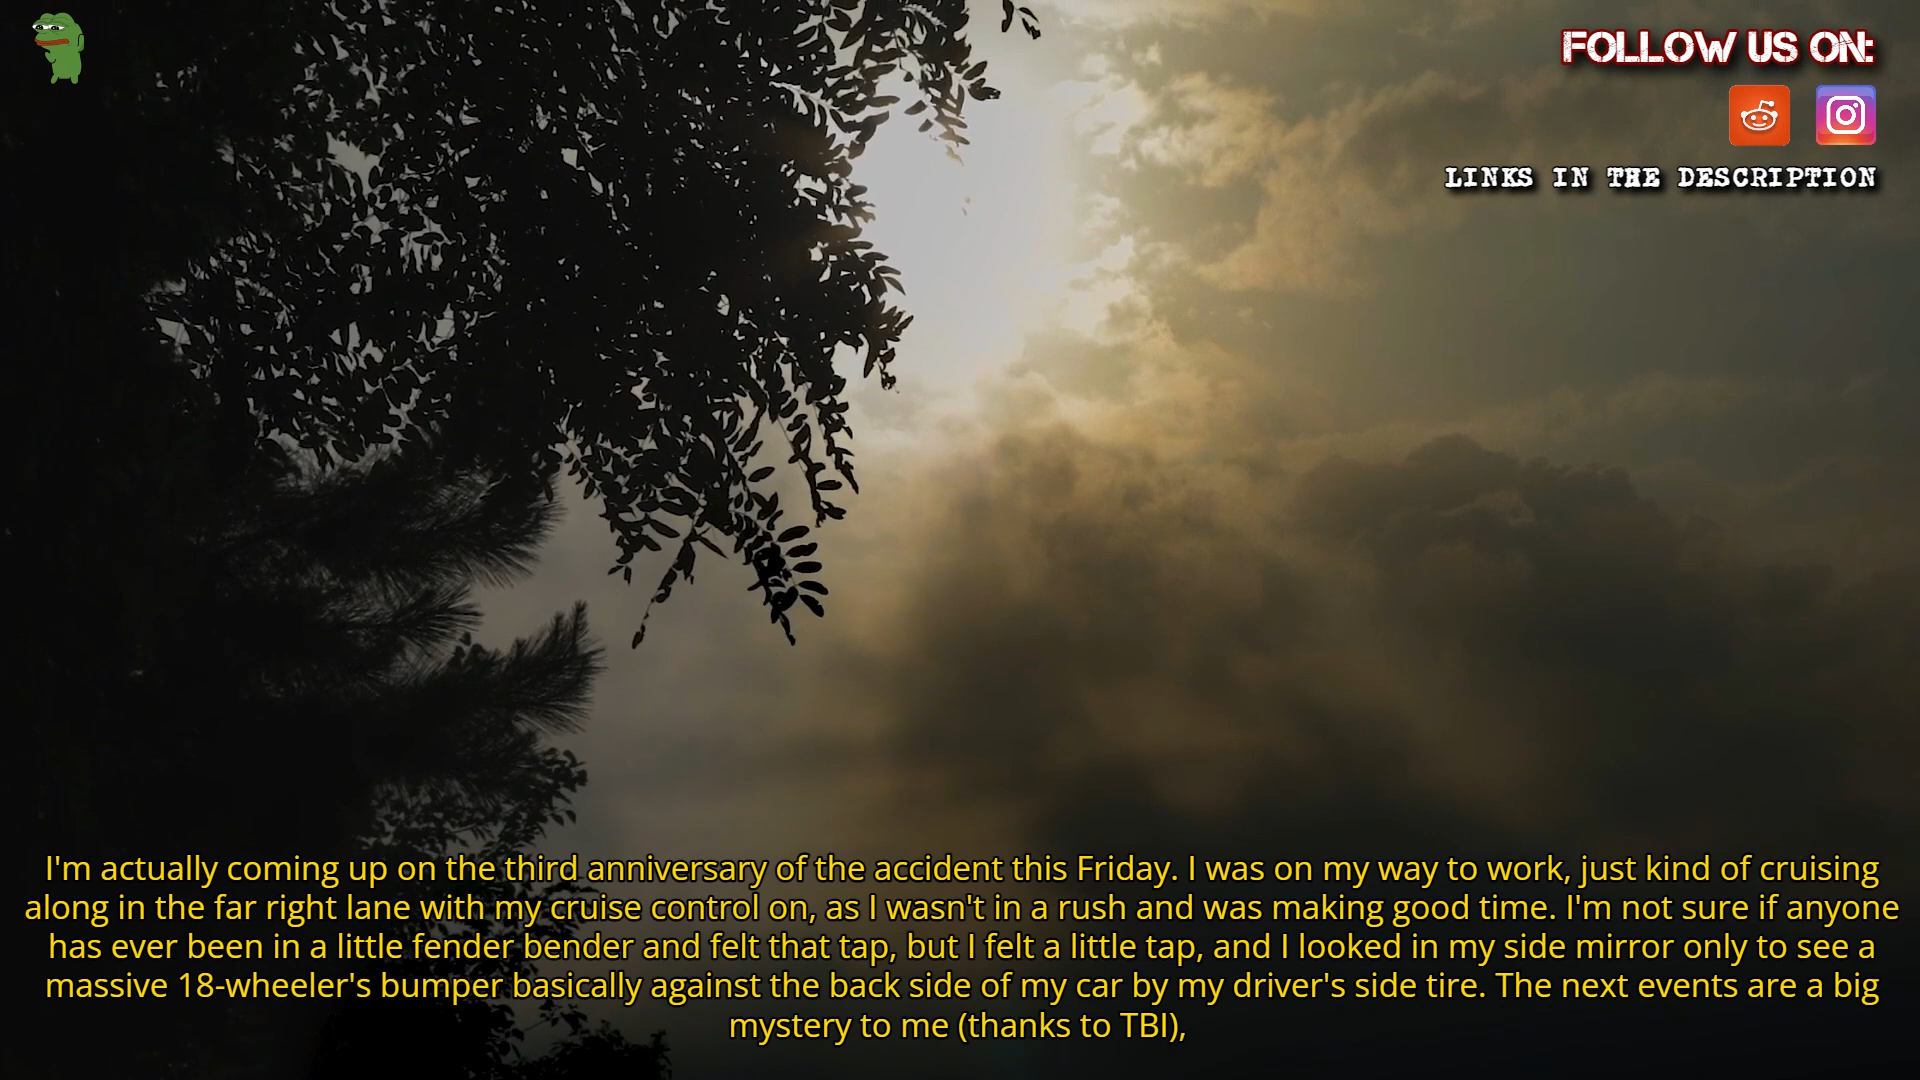 FOLLOW US ON:
LINKS IN THE DESCRIPTION
I'm actually coming up on the third anniversary of the accident this Friday. I was on my way to work, just kind of cruising
along in the far right lane with my cruise control on, as I wasn't in a rush and was making good time. I'm not sure if anyone
has ever been in a little fender bender and felt that tap, but I felt a little tap, and I looked in my side mirror only to see a
massive 18-wheeler's bumper basically against the back side of my car by my driver's side tire. The next events are a big
mystery to me (thanks to TBI),